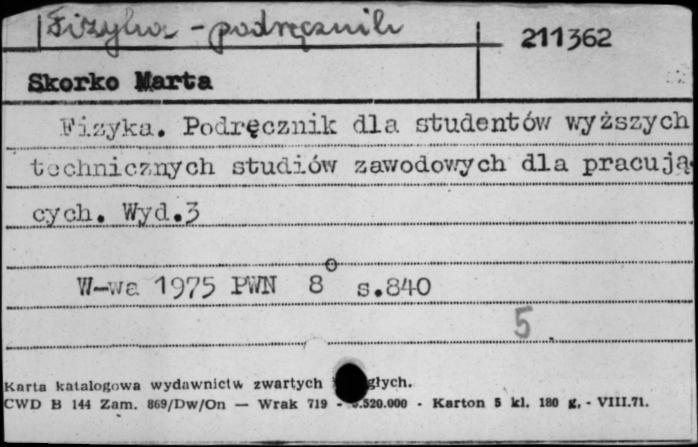 Fizyka - podręcznik
211362
Skorko Marta
Fizyka. Podręcznik dla studentów wyższych
technicznych studiów zawodowych dla pracują-
cych. Wyd.3
W-wa 1975 PWN 8° s.840
5
Karta katalogowa wydawnictw zwartych
CWD B 144 Zam. 869/Dw/On — Wrak 719 - .520.000 - Karton 5 kl. 180 g. - VIII.71.